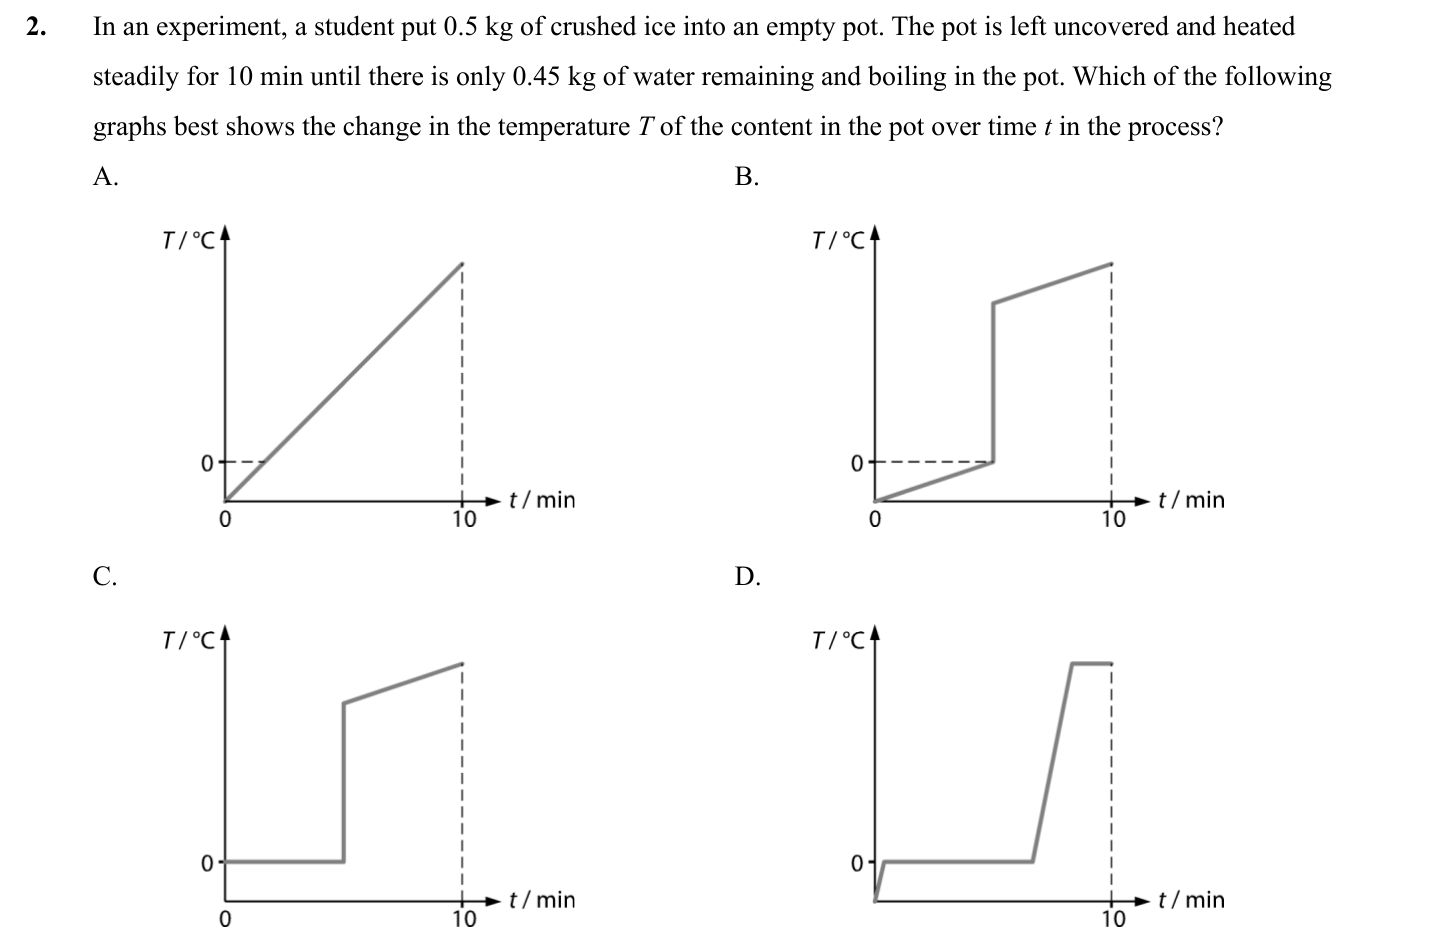 2. In an experiment, a student put 0.5 kg of crushed ice into an empty pot. The pot is left uncovered and heated
steadily for 10 min until there is only 0.45 kg of water remaining and boiling in the pot. Which of the following
graphs best shows the change in the temperature T of the content in the pot over time t in the process?
A.
T / °C
0
0
10
t / min
B.
T / °C
0
0
10
t / min
C.
T / °C
0
0
10
t / min
D.
T / °C
0
10
t / min